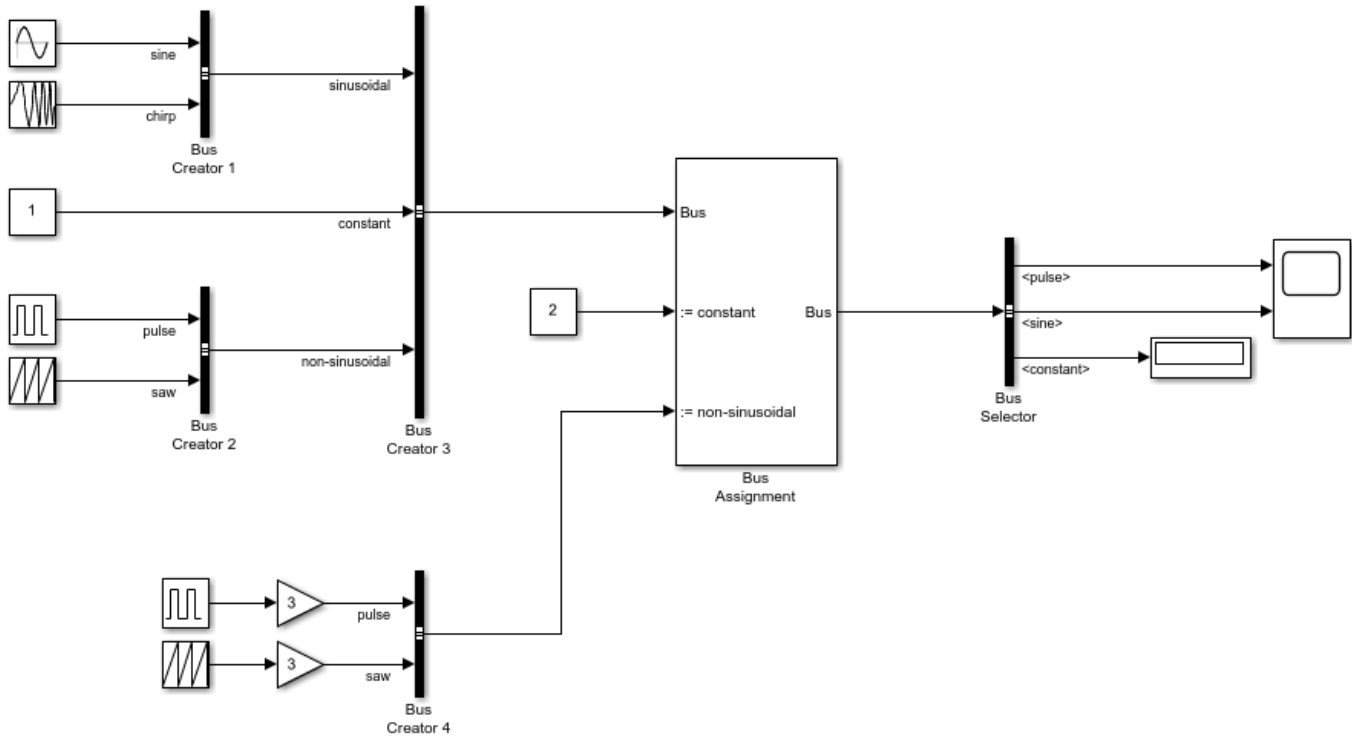 sine
chirp
Bus
Creator 1
sinusoidal
1
constant
pulse
saw
Bus
Creator 2
non-sinusoidal
Bus
Creator 3
2
Bus
:= constant
:= non-sinusoidal
Bus
Bus
Assignment
<pulse>
<sine>
<constant>
Bus
Selector
3
pulse
3
saw
Bus
Creator 4